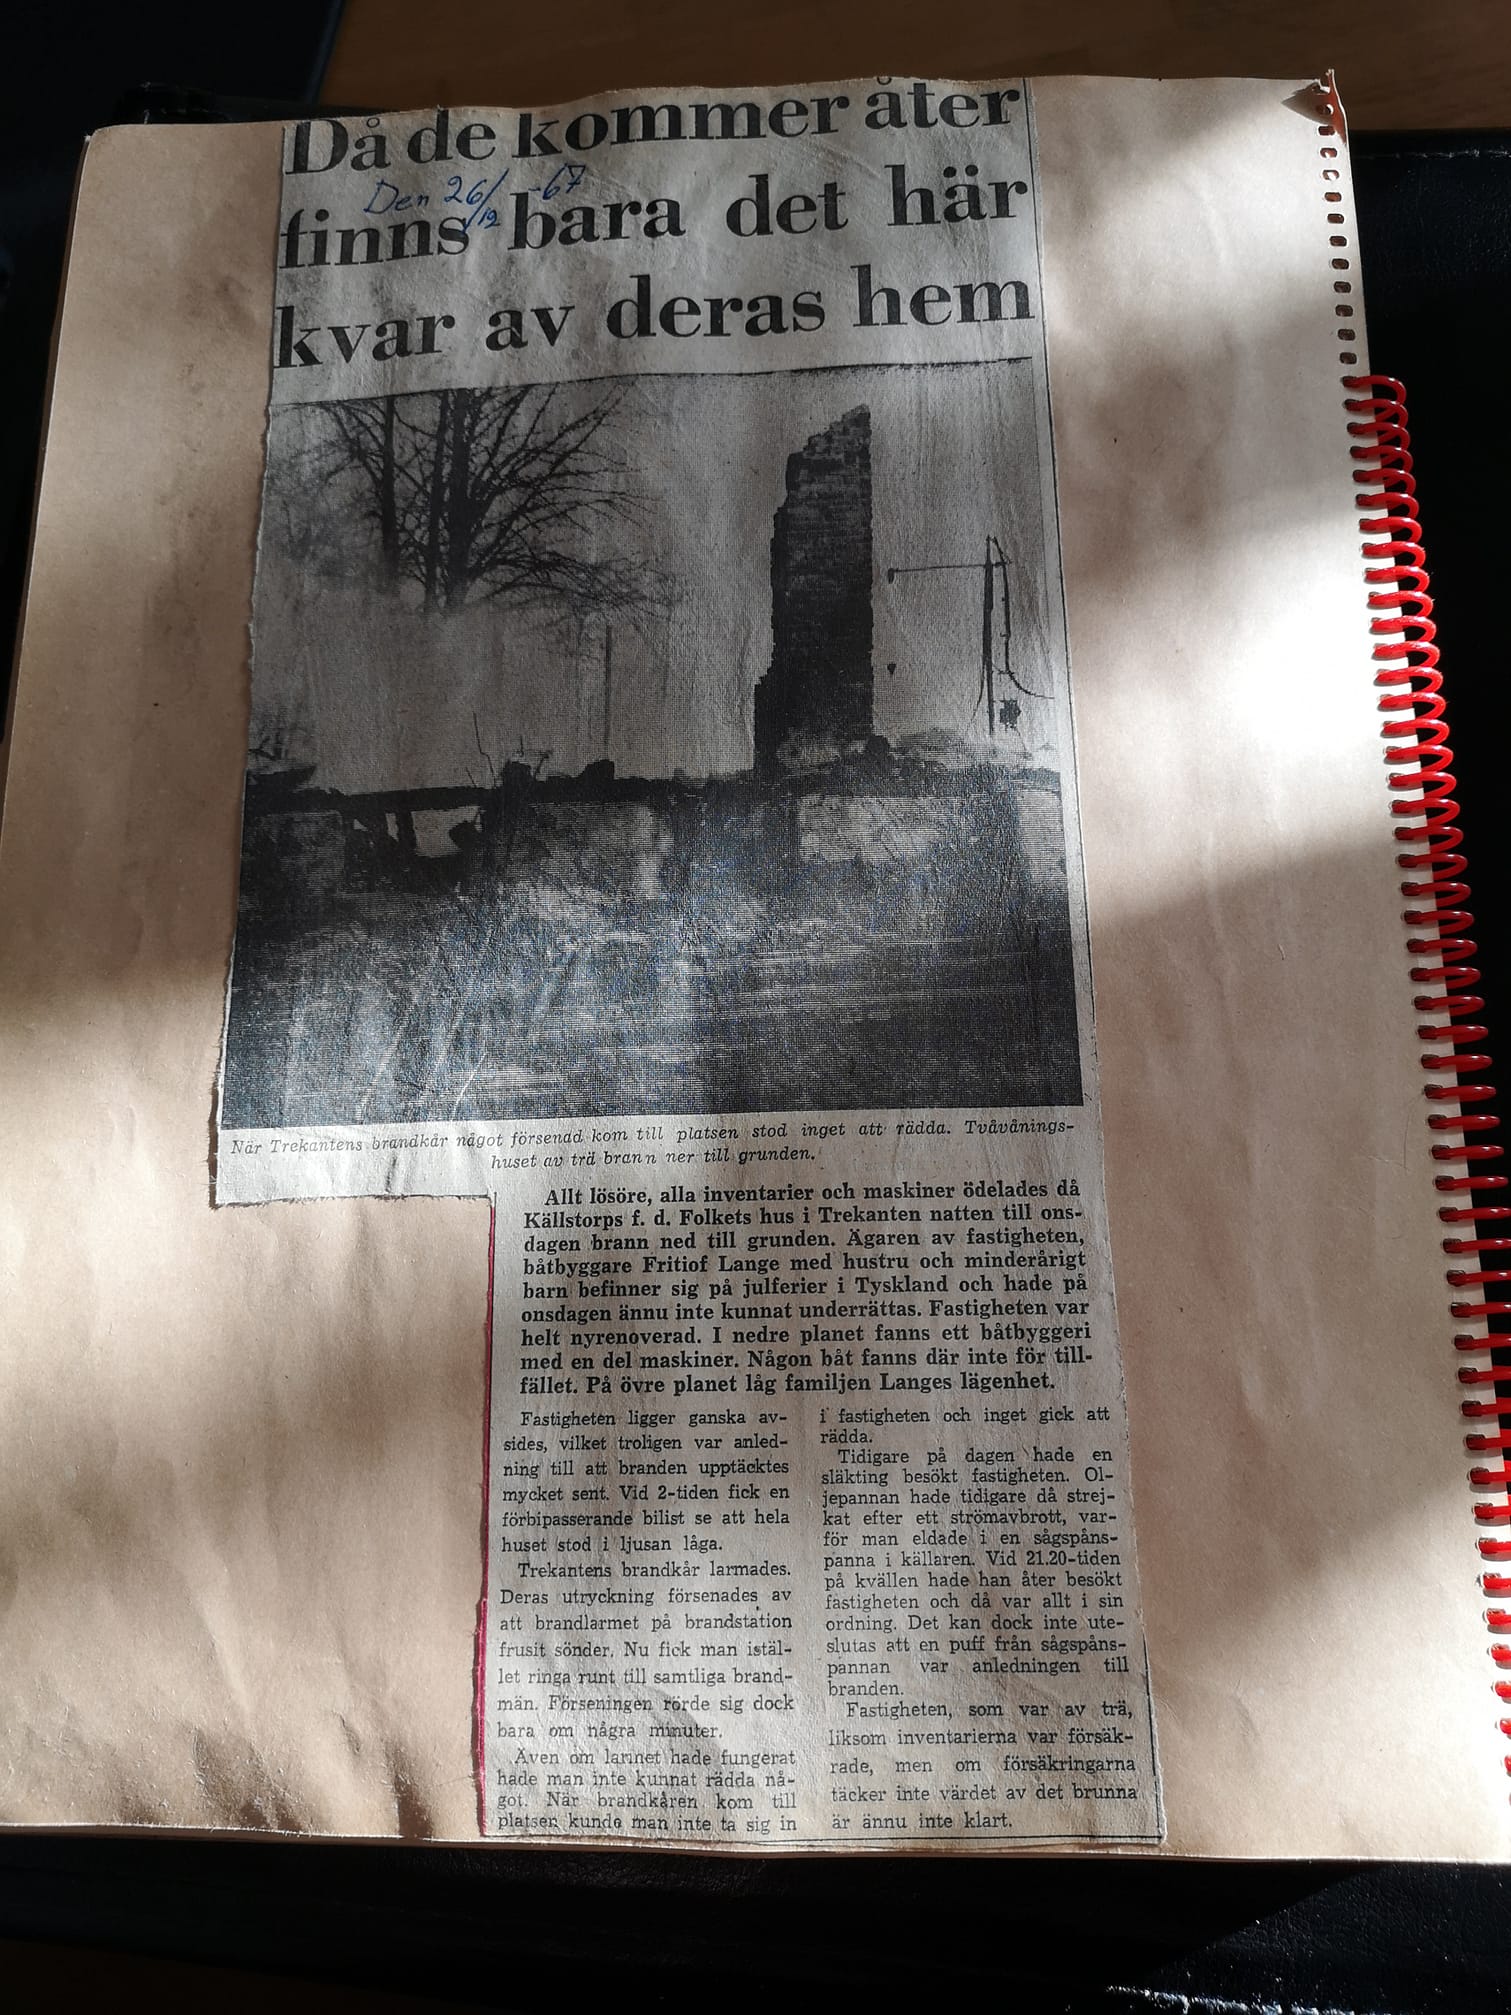 Då de kommer åter
Den 26/12 -67
finns bara det här
kvar av deras hem
När Trekantens brandkår något försenad kom till platsen stod inget att rädda. Tvåvånings-
huset av trä brann ner till grunden.
Allt lösöre, alla inventarier och maskiner ödelades då
Källstorps f. d. Folkets hus i Trekanten natten till ons-
dagen brann ned till grunden. Ägaren av fastigheten,
båtbyggare Fritiof Lange med hustru och minderårigt
barn befinner sig på julferier i Tyskland och hade på
onsdagen ännu inte kunnat underrättas. Fastigheten var
helt nyrenoverad. I nedre planet fanns ett båtbyggeri
med en del maskiner. Någon båt fanns där inte för till-
fället. På övre planet låg familjen Langes lägenhet.
Fastigheten ligger ganska av-
sides, vilket troligen var anled-
ning till att branden upptäcktes
mycket sent. Vid 2-tiden fick en
förbipasserande bilist se att hela
huset stod i ljusan låga.
Trekantens brandkår larmades.
Deras utryckning försenades av
att brandlarmet på brandstation
frusit sönder. Nu fick man istäl-
let ringa runt till samtliga brand-
män. Förseningen rörde sig dock
bara om några minuter.
Även om larmet hade fungerat
hade man inte kunnat rädda nå-
got. När brandkåren kom till
platsen kunde man inte ta sig in
i fastigheten och inget gick att
rädda.
Tidigare på dagen hade en
släkting besökt fastigheten. Ol-
jepannan hade tidigare då strej-
kat efter ett strömavbrott, var-
för man eldade i en sågspåns-
panna i källaren. Vid 21.20-tiden
på kvällen hade han åter besökt
fastigheten och då var allt i sin
ordning. Det kan dock inte ute-
slutas att en puff från sågspåns-
pannan var anledningen till
branden.
Fastigheten, som var av trä,
liksom inventarierna var försäk-
rade, men om försäkringarna
täcker inte värdet av det brunna
är ännu inte klart.